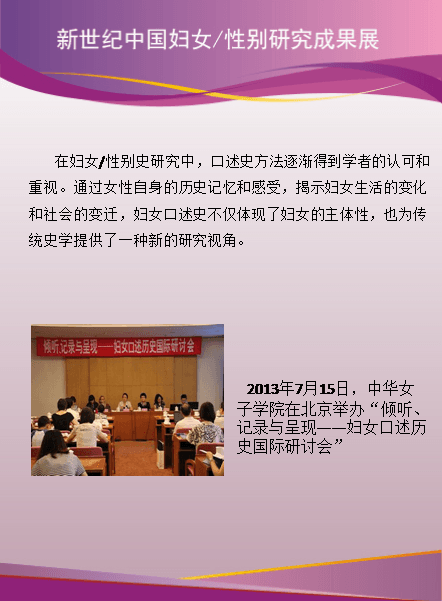 新世纪中国妇女/性别研究成果展
在妇女/性别史研究中，口述史方法逐渐得到学者的认可和
重视。通过女性自身的历史记忆和感受，揭示妇女生活的变化
和社会的变迁，妇女口述史不仅体现了妇女的主体性，也为传
统史学提供了一种新的研究视角。
倾听、记录与呈现——妇女口述历史国际研讨会
2013年7月15日，中华女
子学院在北京举办“倾听、
记录与呈现——妇女口述历
史国际研讨会”